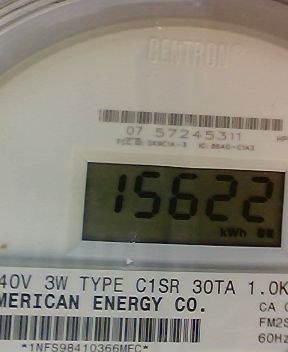 CENTRON®
07 57245311
15622
kWh
40V 3W TYPE C1SR 30TA 1.0K
MERICAN ENERGY CO.
CA
FM2S
60Hz
*1NFS98410366MEC*